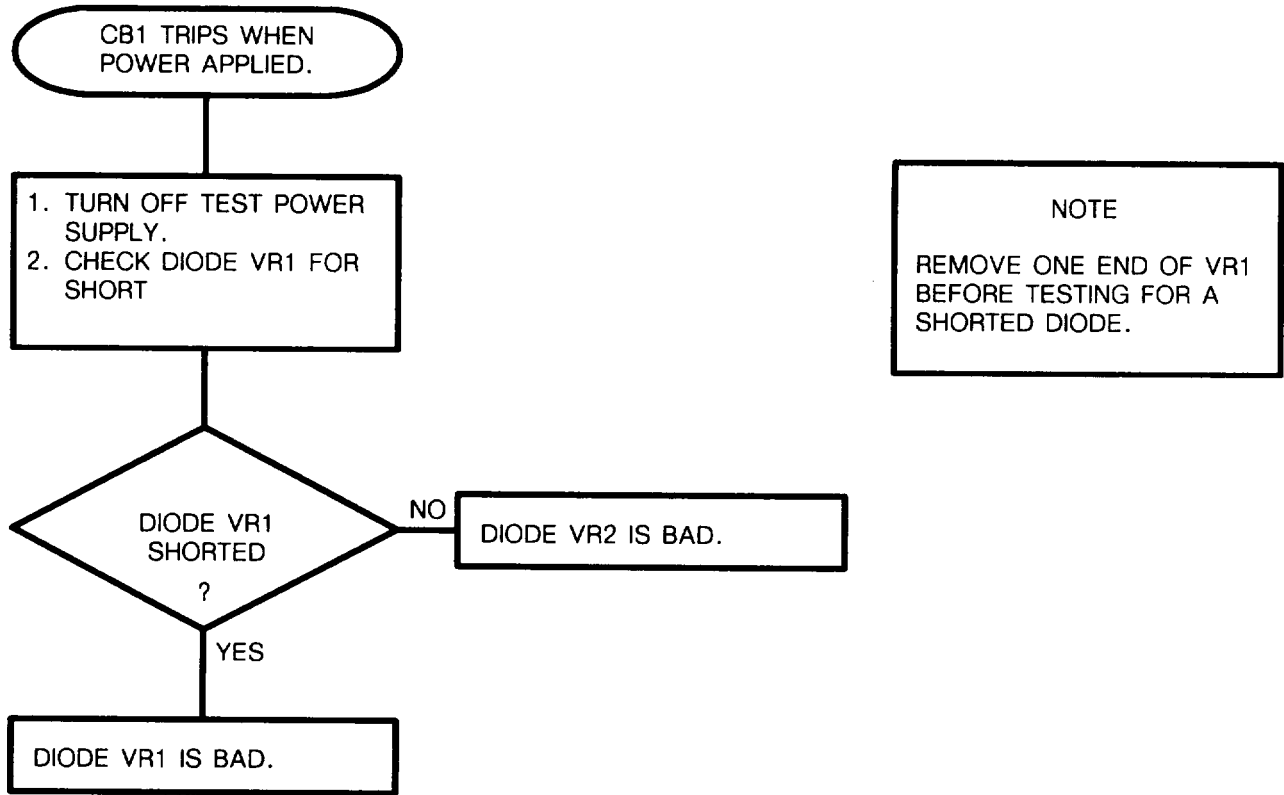 CB1 TRIPS WHEN
POWER APPLIED.
1. TURN OFF TEST POWER
SUPPLY.
2. CHECK DIODE VR1 FOR
SHORT
NOTE
REMOVE ONE END OF VR1
BEFORE TESTING FOR A
SHORTED DIODE.
DIODE VR1
SHORTED
?
NO
DIODE VR2 IS BAD.
YES
DIODE VR1 IS BAD.